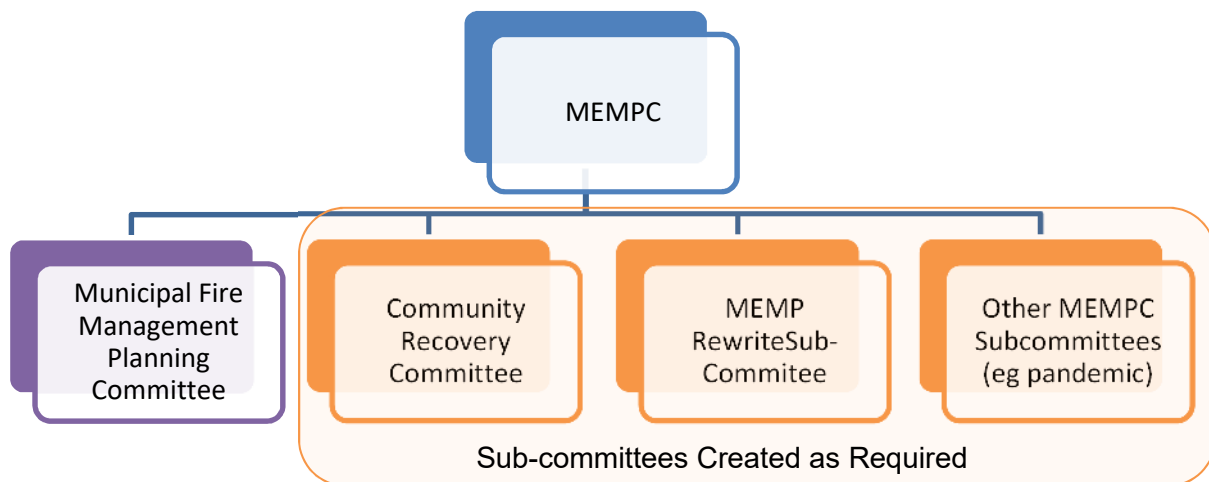 MEMPC
Municipal Fire
Management
Planning
Committee
Community
Recovery
Committee
MEMP
RewriteSub-
Commitee
Other MEMPC
Subcommittees
(eg pandemic)
Sub-committees Created as Required